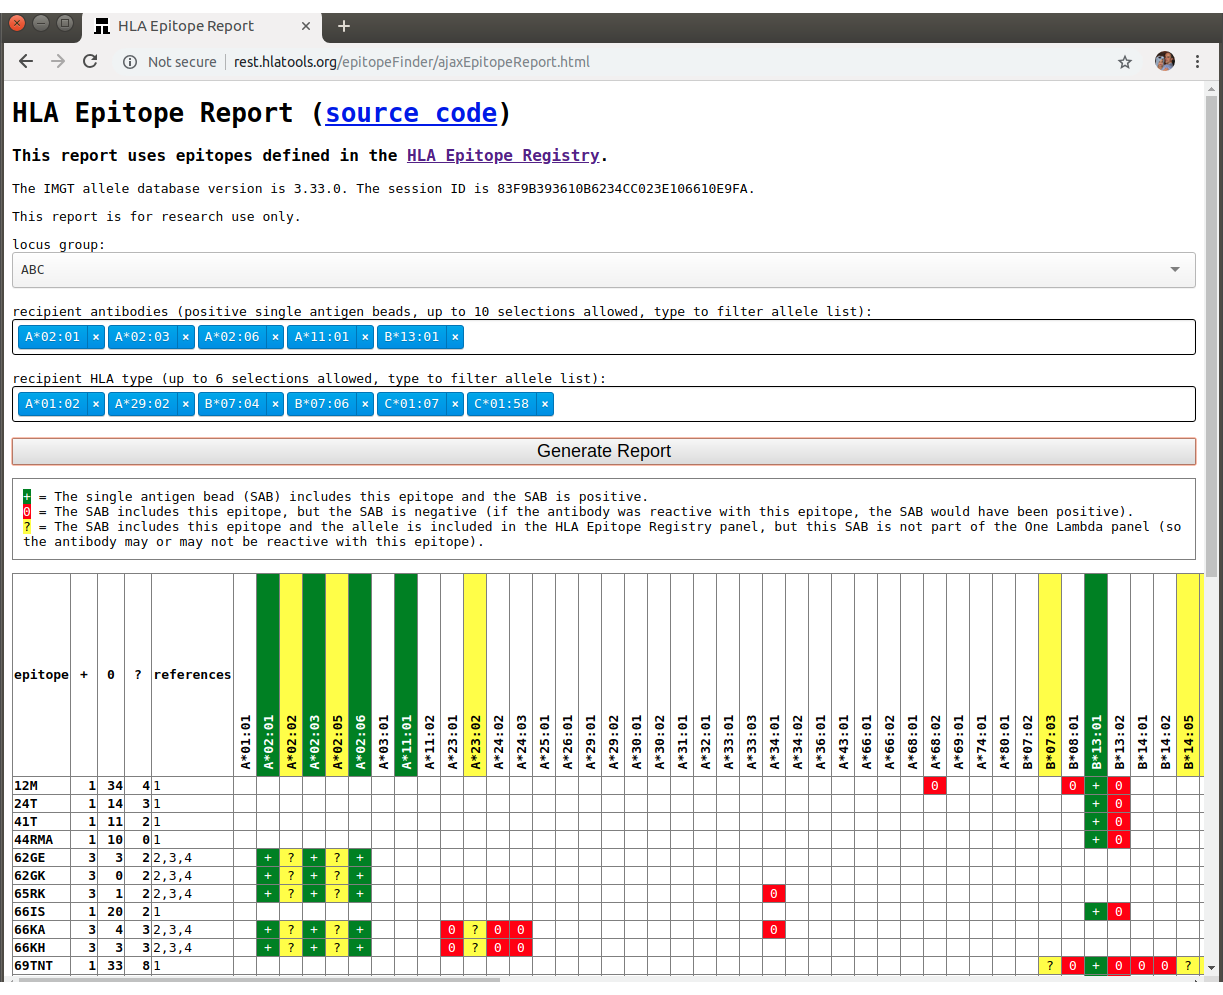 HLA Epitope Report
Not secure | rest.hlatools.org/epitopeFinder/ajaxEpitopeReport.html
HLA Epitope Report (source code)
This report uses epitopes defined in the HLA Epitope Registry.
The IMGT allele database version is 3.33.0. The session ID is 83F9B393610B6234CC023E106610E9FA.
This report is for research use only.
locus group:
ABC
recipient antibodies (positive single antigen beads, up to 10 selections allowed, type to filter allele list):
A*02:01 × A*02:03 × A*02:06 × A*11:01 × B*13:01 ×
recipient HLA type (up to 6 selections allowed, type to filter allele list):
A*01:02 × A*29:02 × B*07:04 × B*07:06 × C*01:07 × C*01:58 ×
Generate Report
+ = The single antigen bead (SAB) includes this epitope and the SAB is positive.
0 = The SAB includes this epitope, but the SAB is negative (if the antibody was reactive with this epitope, the SAB would have been positive).
? = The SAB includes this epitope and the allele is included in the HLA Epitope Registry panel, but this SAB is not part of the One Lambda panel (so
the antibody may or may not be reactive with this epitope).
epitope + 0 ? references A*01:01 A*02:01 A*02:02 A*02:03 A*02:05 A*02:06 A*03:01 A*11:01 A*11:02 A*23:01 A*23:02 A*24:02 A*24:03 A*25:01 A*26:01 A*29:01 A*29:02 A*30:01 A*30:02 A*31:01 A*32:01 A*33:01 A*33:03 A*34:01 A*34:02 A*36:01 A*43:01 A*66:01 A*66:02 A*68:01 A*68:02 A*69:01 A*74:01 A*80:01 B*07:02 B*07:03 B*08:01 B*13:01 B*13:02 B*14:01 B*14:02 B*14:05
12M 1 34 4 1 0 0 + 0
24T 1 14 3 1 + 0
41T 1 11 2 1 + 0
44RMA 1 10 0 1 + 0
62GE 3 3 2 2,3,4 + ? + ? +
62GK 3 0 2 2,3,4 + ? + ? +
65RK 3 1 2 2,3,4 + ? + ? + 0
66IS 1 20 2 1 + 0
66KA 3 4 3 2,3,4 + ? + ? + 0 ? 0 0 0
66KH 3 3 3 2,3,4 + ? + ? + 0 ? 0 0
69TNT 1 33 8 1 ? 0 + 0 0 0 ?